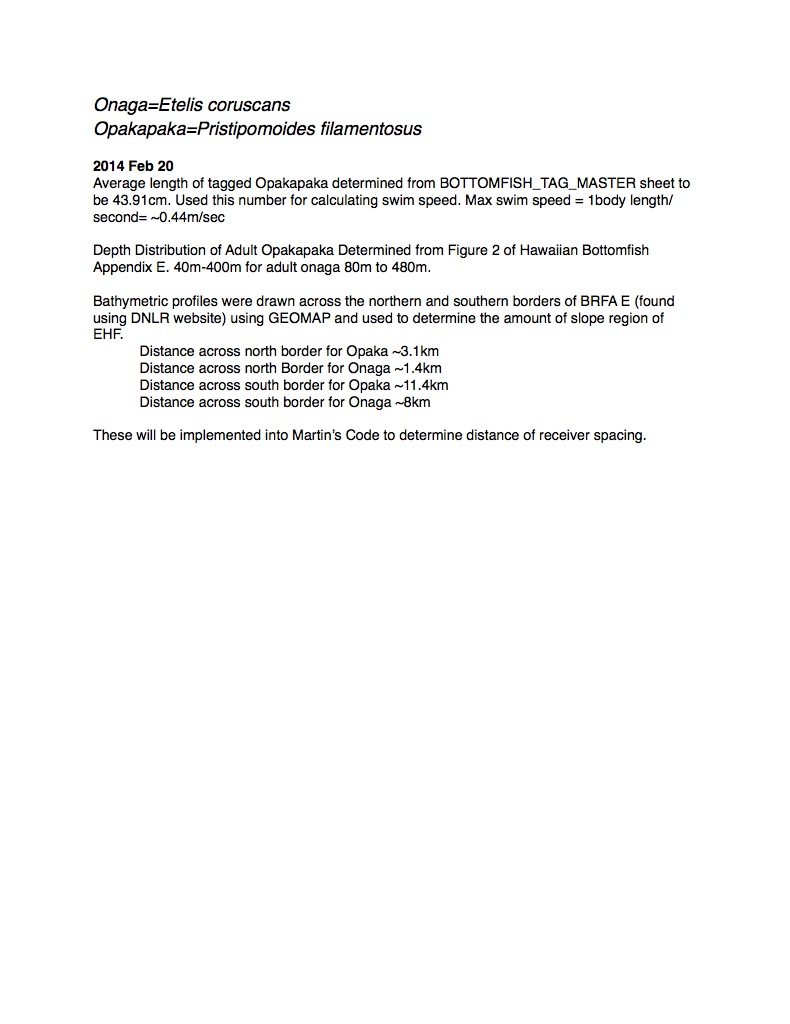 Onaga=Etelis coruscans
Opakapaka=Pristipomoides filamentosus
2014 Feb 20
Average length of tagged Opakapaka determined from BOTTOMFISH_TAG_MASTER sheet to
be 43.91cm. Used this number for calculating swim speed. Max swim speed = 1body length/
second= ~0.44m/sec
Depth Distribution of Adult Opakapaka Determined from Figure 2 of Hawaiian Bottomfish
Appendix E. 40m-400m for adult onaga 80m to 480m.
Bathymetric profiles were drawn across the northern and southern borders of BRFA E (found
using DNLR website) using GEOMAP and used to determine the amount of slope region of
EHF.
Distance across north border for Opaka ~3.1km
Distance across north Border for Onaga ~1.4km
Distance across south border for Opaka ~11.4km
Distance across south border for Onaga ~8km
These will be implemented into Martin's Code to determine distance of receiver spacing.